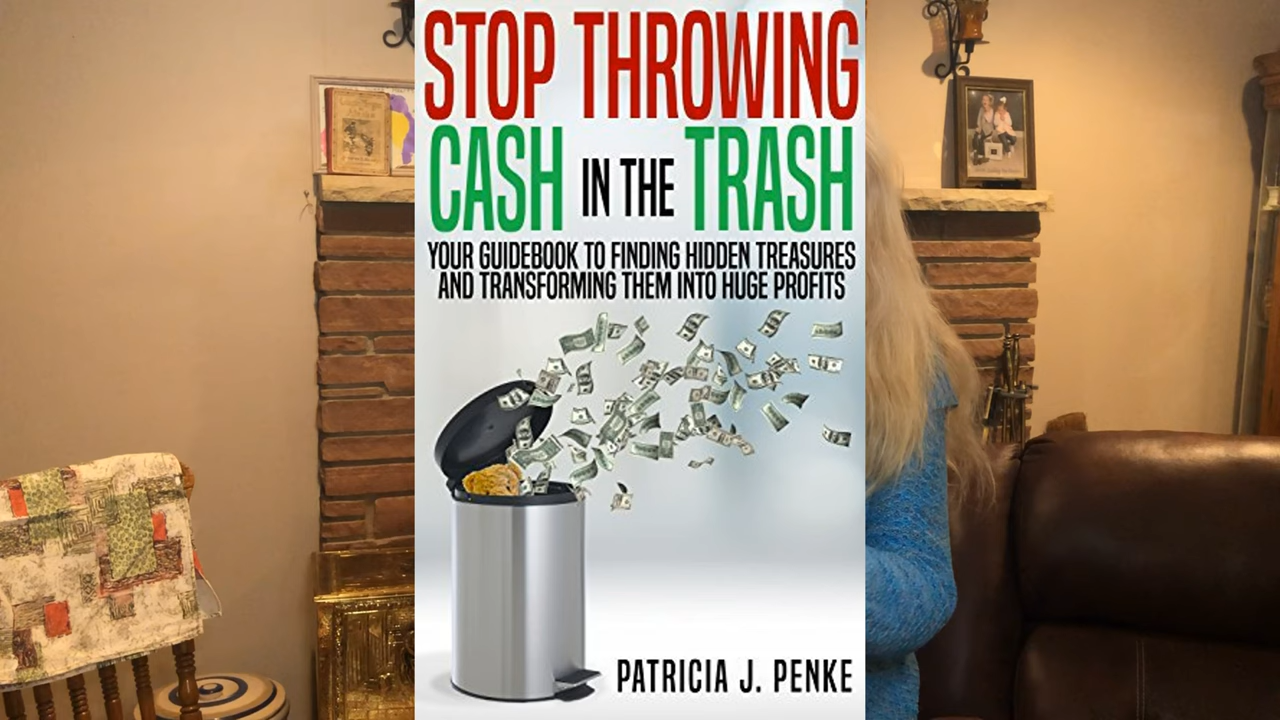 STOP THROWING
CASH IN THE TRASH
YOUR GUIDEBOOK TO FINDING HIDDEN TREASURES
AND TRANSFORMING THEM INTO HUGE PROFITS
PATRICIA J. PENKE